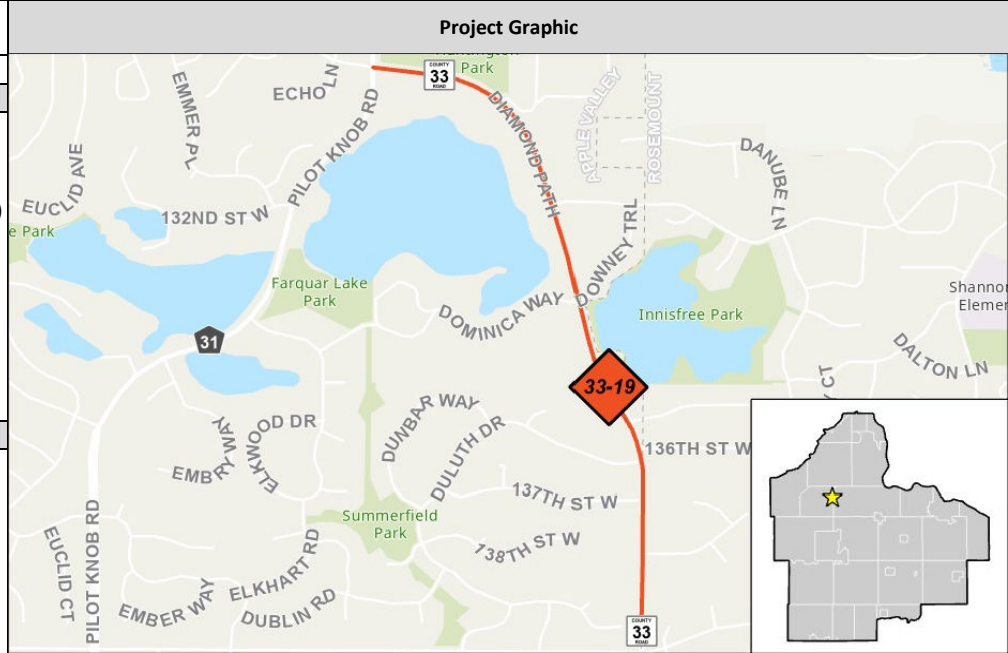 Project Graphic
Park
COUNTY
33
ROAD
ECHO LN
EMMER PL
PILOT KNOB RD
DIAMOND PATH
APPLE VALLEY
ROSEMOUNT
DANUBE LN
EUCLID AVE
132ND ST W
e Park
Farquar Lake
Park
DOWNEY TRL
DOMINICA WAY
Innisfree Park
Shannon
Elemen
31
DALTON LN
33-19
CT
DUNBAR WAY
DULUTH DR
136TH ST W
EMBRY WAY
ELKWOOD DR
137TH ST W
Summerfield
Park
138TH ST W
EUCLID CT
PILOT KNOB RD
EMBER WAY
ELKHART RD
DUBLIN RD
COUNTY
33
ROAD